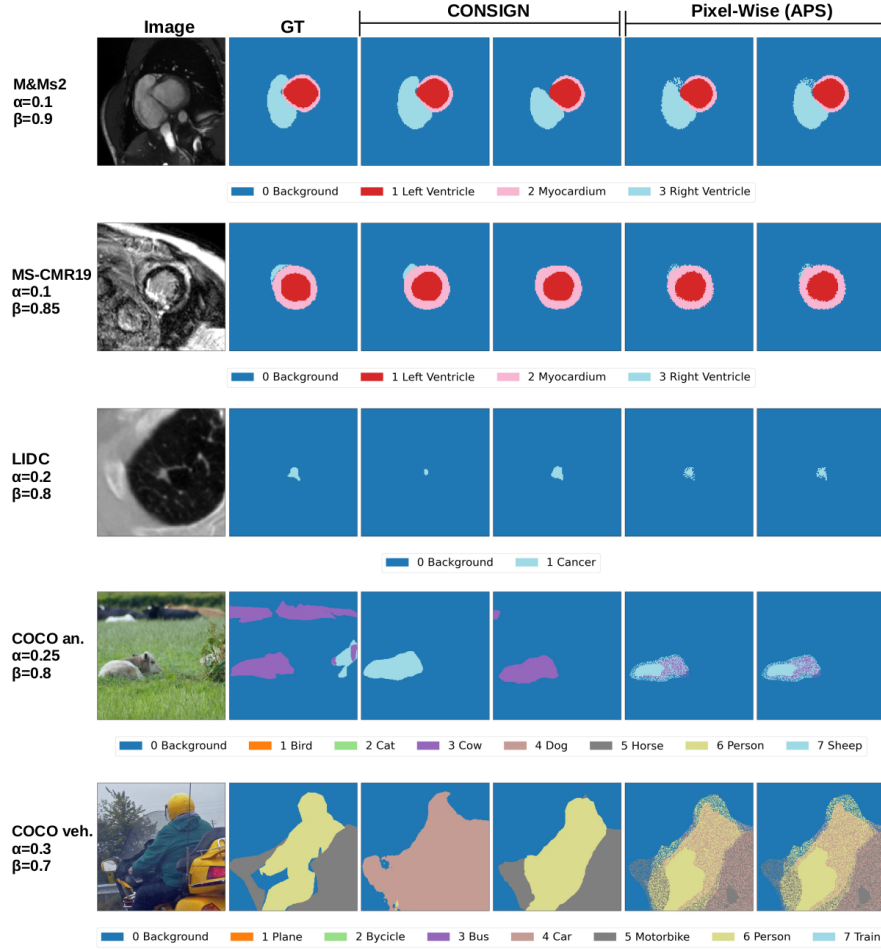 Image GT CONSIGN Pixel-Wise (APS)
M&Ms2
α=0.1
β=0.9
0 Background 1 Left Ventricle 2 Myocardium 3 Right Ventricle
MS-CMR19
α=0.1
β=0.85
0 Background 1 Left Ventricle 2 Myocardium 3 Right Ventricle
LIDC
α=0.2
β=0.8
0 Background 1 Cancer
COCO an.
α=0.25
β=0.8
0 Background 1 Bird 2 Cat 3 Cow 4 Dog 5 Horse 6 Person 7 Sheep
COCO veh.
α=0.3
β=0.7
0 Background 1 Plane 2 Bycicle 3 Bus 4 Car 5 Motorbike 6 Person 7 Train